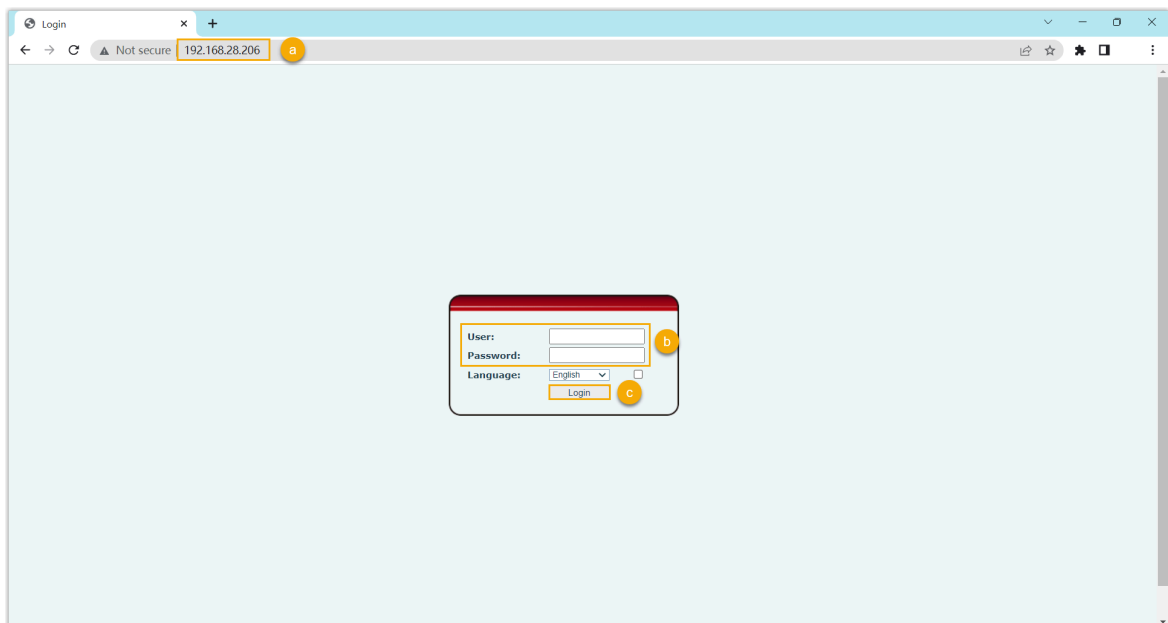 Login
Not secure 192.168.28.206 a
User:
b
Password:
Language: English
Login c